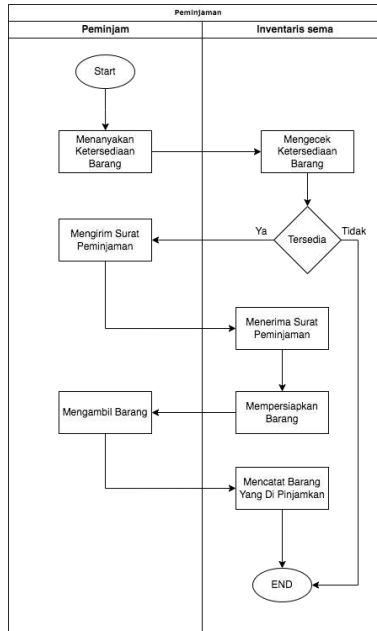 Peminjaman
Peminjam
Inventaris sema
Start
Menanyakan
Ketersediaan
Barang
Mengecek
Ketersediaan
Barang
Tersedia
Ya
Tidak
Mengirim Surat
Peminjaman
Menerima Surat
Peminjaman
Mempersiapkan
Barang
Mengambil Barang
Mencatat Barang
Yang Di Pinjamkan
END